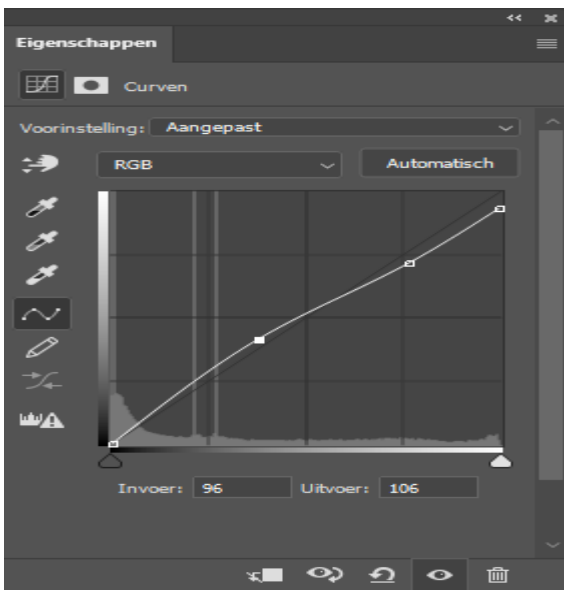 Eigenschappen
Curven
Voorinstelling: Aangepast
RGB Automatisch
Invoer: 96 Uitvoer: 106